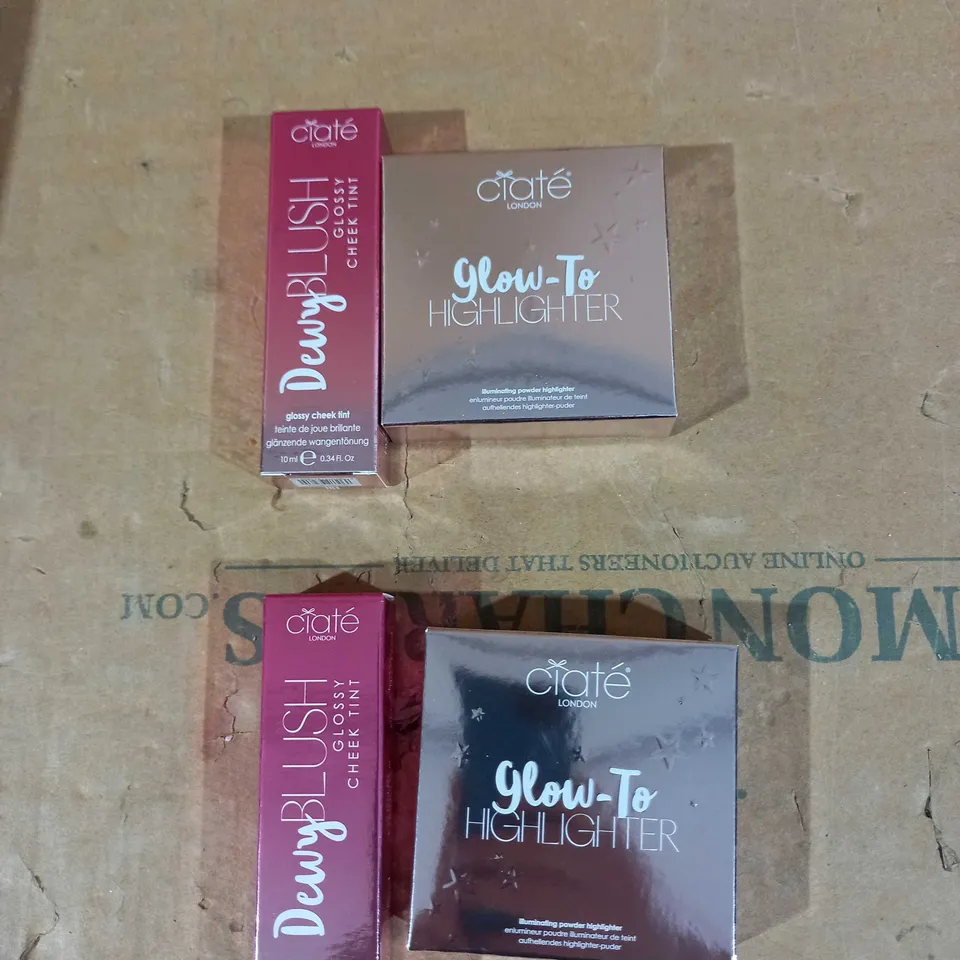 ciaté
LONDON
Dewy BLUSH
GLOSSY
CHEEK TINT
glossy cheek tint
teinte de joue brillante
glänzende wangentönung
10 ml e 0.34 Fl. Oz
ciaté®
LONDON
Glow-To
HIGHLIGHTER
illuminating powder highlighter
enlumineur poudre illuminateur de teint
aufhellendes highlighter-puder
ONLINE AUCTIONEERS THAT DELIVER
.COM
ciaté
LONDON
Dewy BLUSH
GLOSSY
CHEEK TINT
ciaté®
LONDON
Glow-To
HIGHLIGHTER
illuminating powder highlighter
enlumineur poudre illuminateur de teint
aufhellendes highlighter-puder